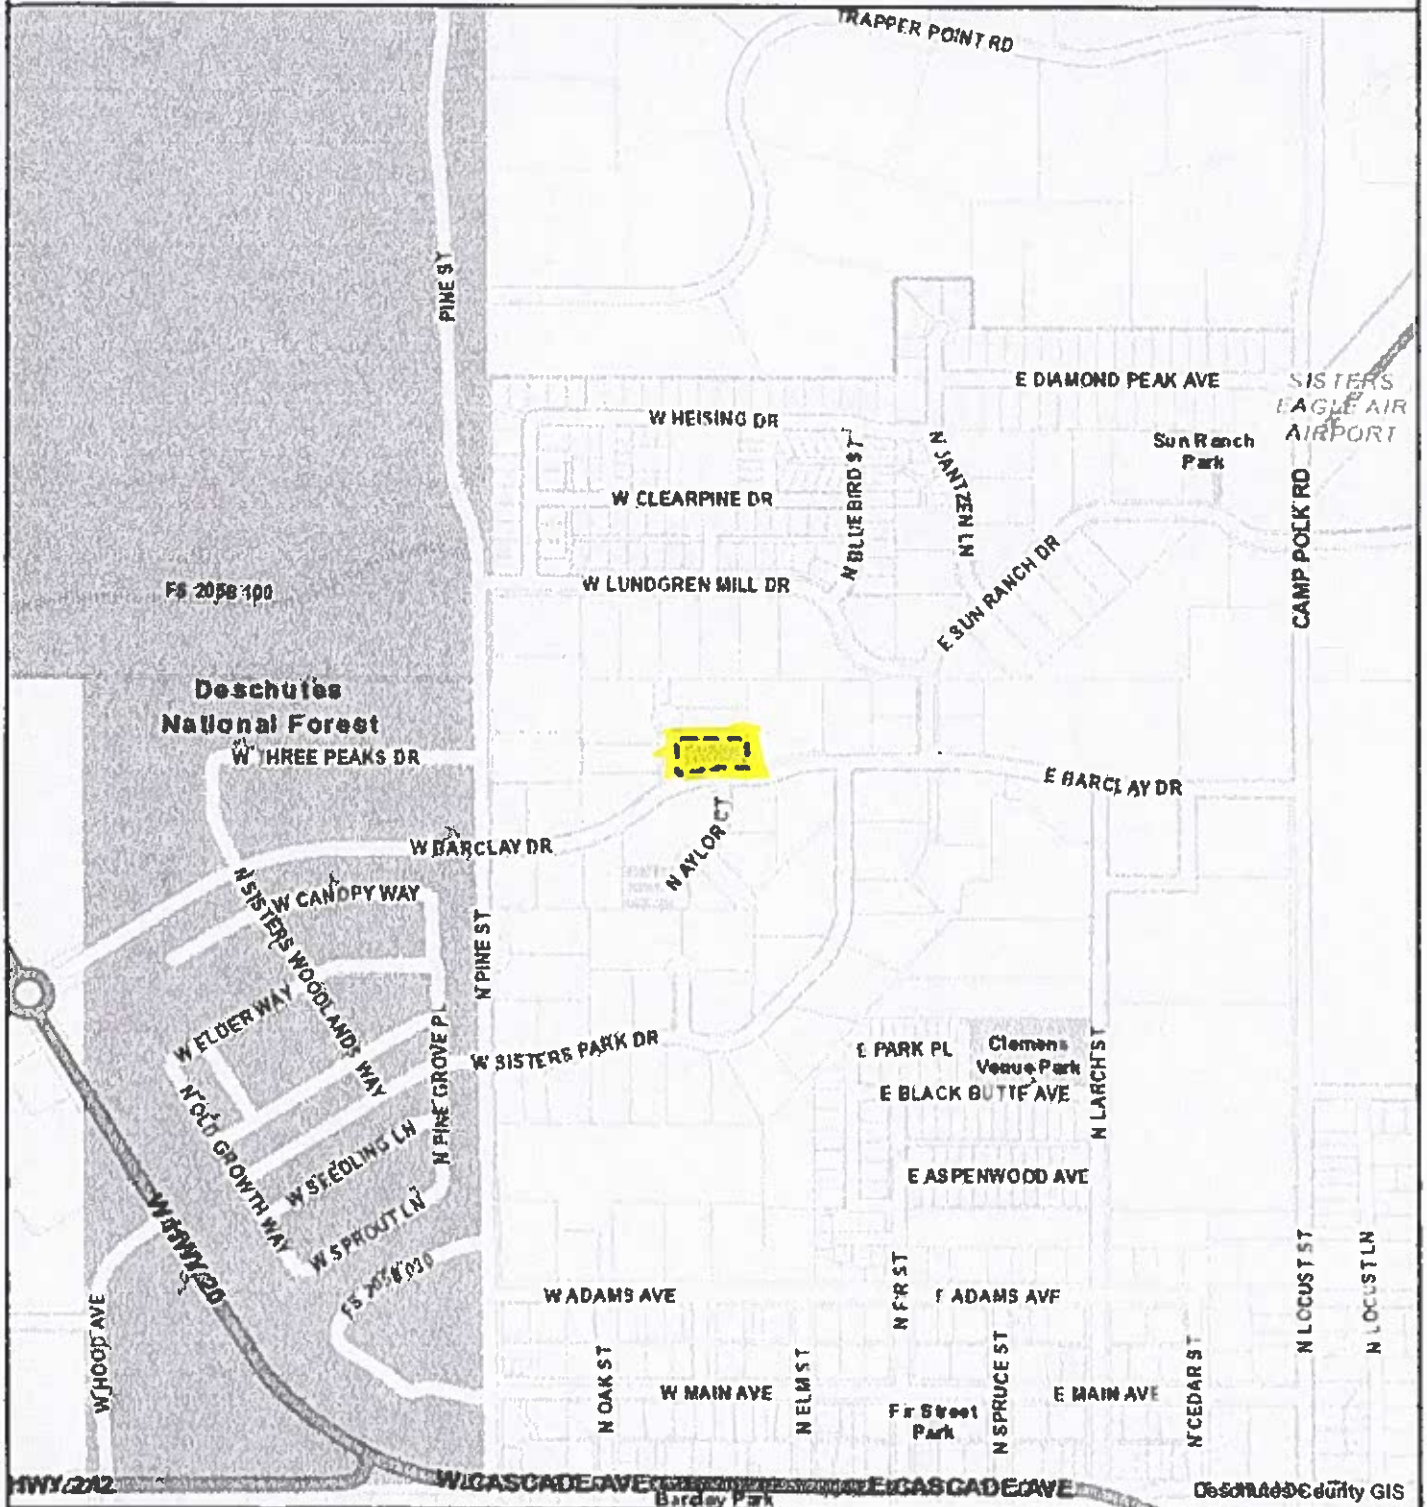 TRAPPER POINT RD
PINE ST
E DIAMOND PEAK AVE
SISTERS
EAGLE AIR
AIRPORT
W HEISING DR
Sun Ranch
Park
N BLUEBIRD ST
N JANTZEN LN
W CLEARPINE DR
CAMP POLK RD
FS 2058 100
W LUNDGREN MILL DR
E SUN RANCH DR
Deschutes
National Forest
W THREE PEAKS DR
E BARCLAY DR
W BARCLAY DR
N AYLOR CT
W CANOPY WAY
N SISTERS WOODLANDS WAY
N PINE ST
W ELDER WAY
W SISTERS PARK DR
E PARK PL
Clemens
Venue Park
E BLACK BUTTE AVE
N LARCH ST
N PINE GROVE PL
N OLD GROWTH WAY
W SEEDLING LN
E ASPENWOOD AVE
W SPROUT LN
W HWY 20
N LOCUST ST
N LOCUST LN
W HOOD AVE
W ADAMS AVE
N FIR ST
E ADAMS AVE
N OAK ST
W MAIN AVE
N ELM ST
Fir Street
Park
N SPRUCE ST
E MAIN AVE
N CEDAR ST
W CASCADE AVE
E CASCADE AVE
Barclay Park
Deschutes County GIS